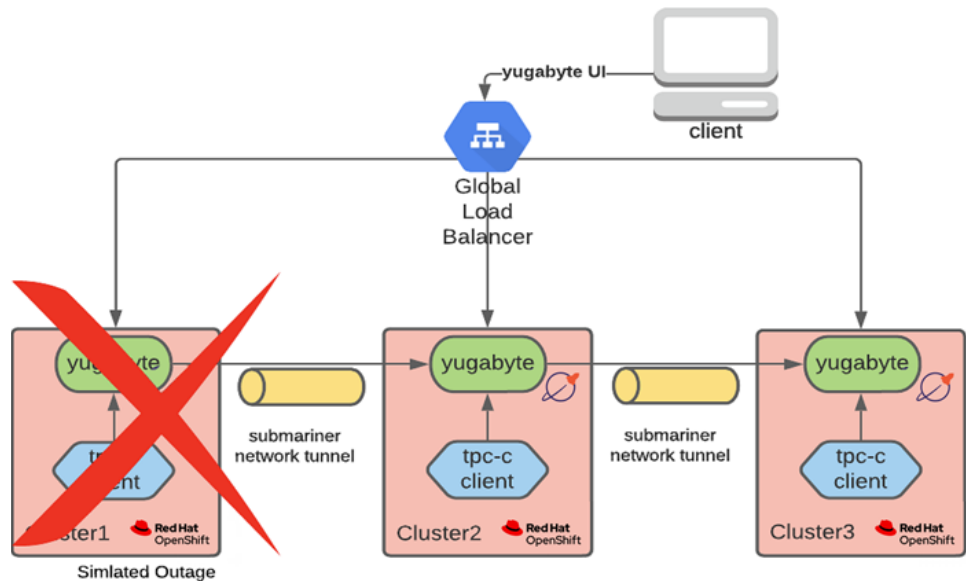 yugabyte UI
client
Global
Load
Balancer
yugabyte
yugabyte
submariner
network tunnel
submariner
network tunnel
tpc-c
client
tpc-c
client
Cluster2
Red Hat
OpenShift
Cluster3
Red Hat
OpenShift
Red Hat
OpenShift
Simlated Outage